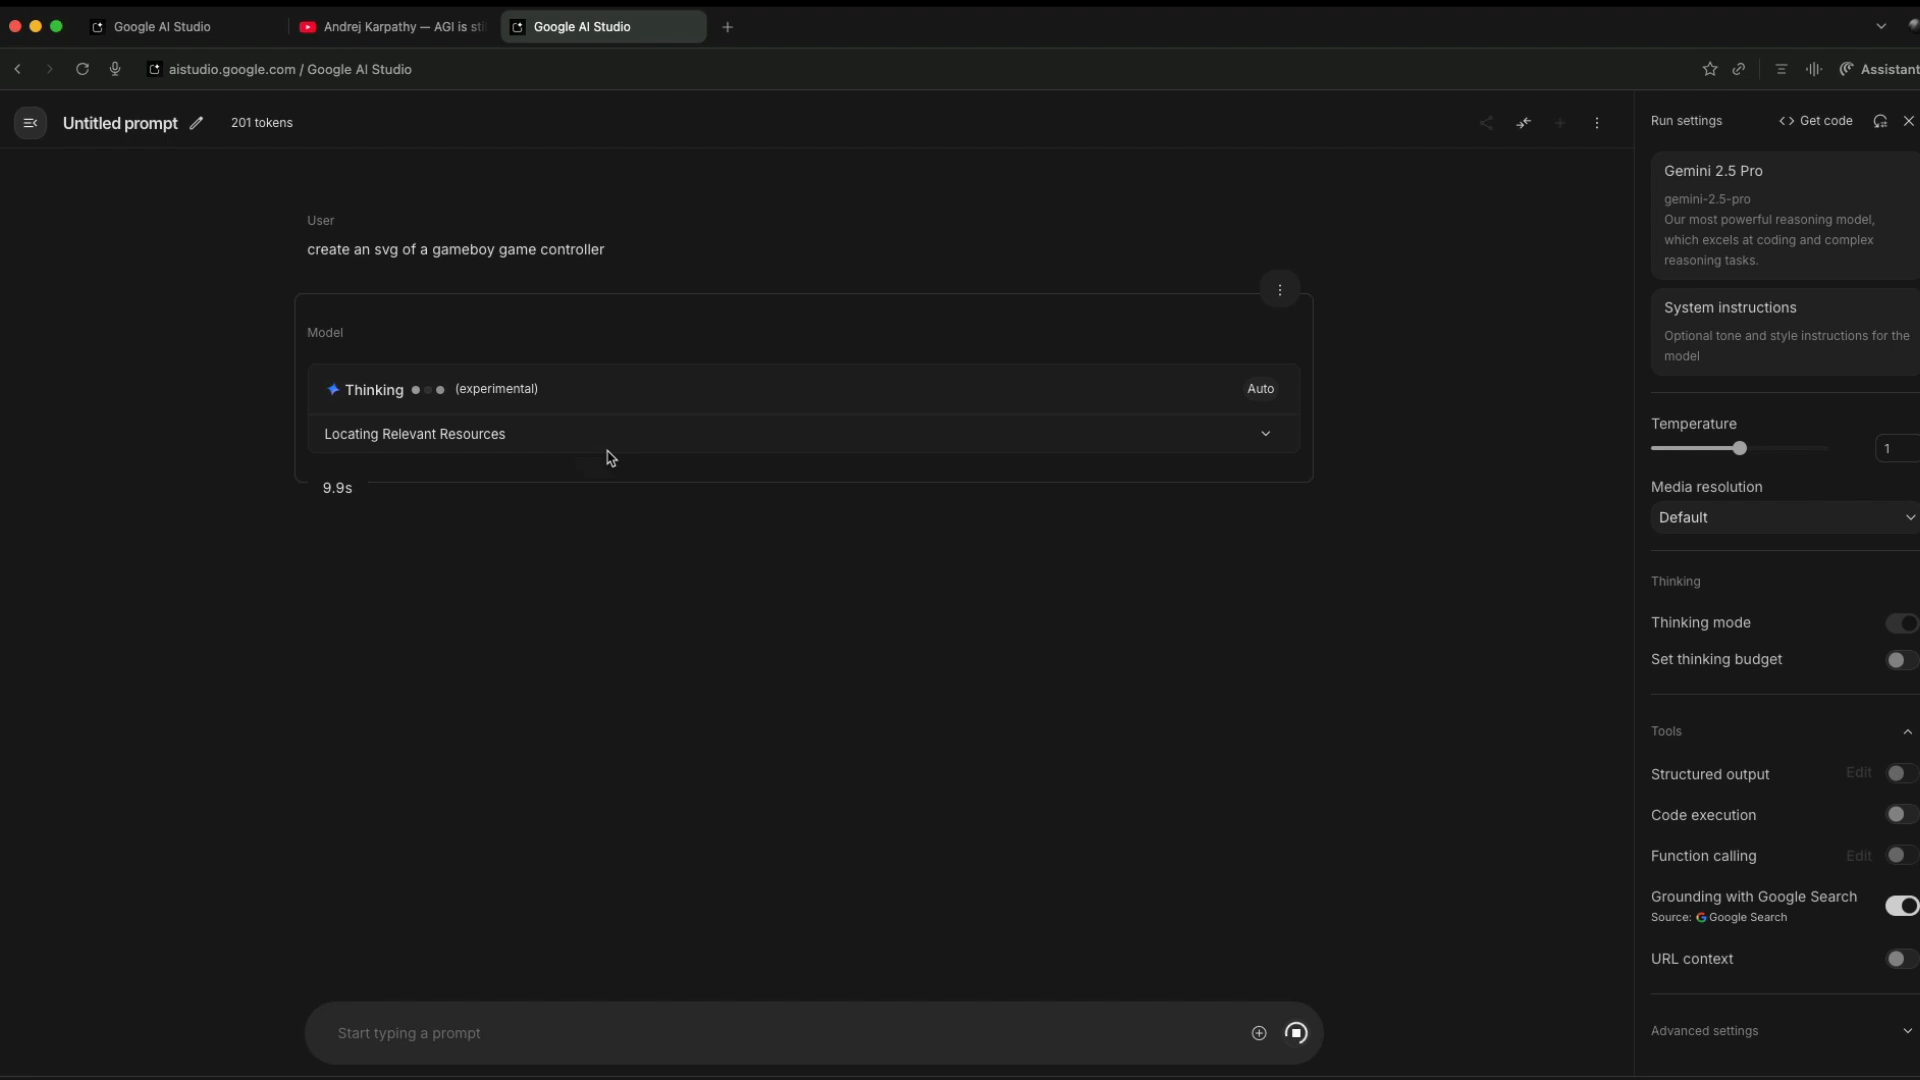 Google AI Studio
Andrej Karpathy — AGI is sti
Google AI Studio
aistudio.google.com / Google AI Studio
Assistant
Untitled prompt
201 tokens
User
create an svg of a gameboy game controller
Model
Thinking
(experimental)
Auto
Locating Relevant Resources
9.9s
Start typing a prompt
Run settings
<> Get code
Gemini 2.5 Pro
gemini-2.5-pro
Our most powerful reasoning model,
which excels at coding and complex
reasoning tasks.
System instructions
Optional tone and style instructions for the
model
Temperature
1
Media resolution
Default
Thinking
Thinking mode
Set thinking budget
Tools
Structured output
Edit
Code execution
Function calling
Edit
Grounding with Google Search
Source: Google Search
URL context
Advanced settings